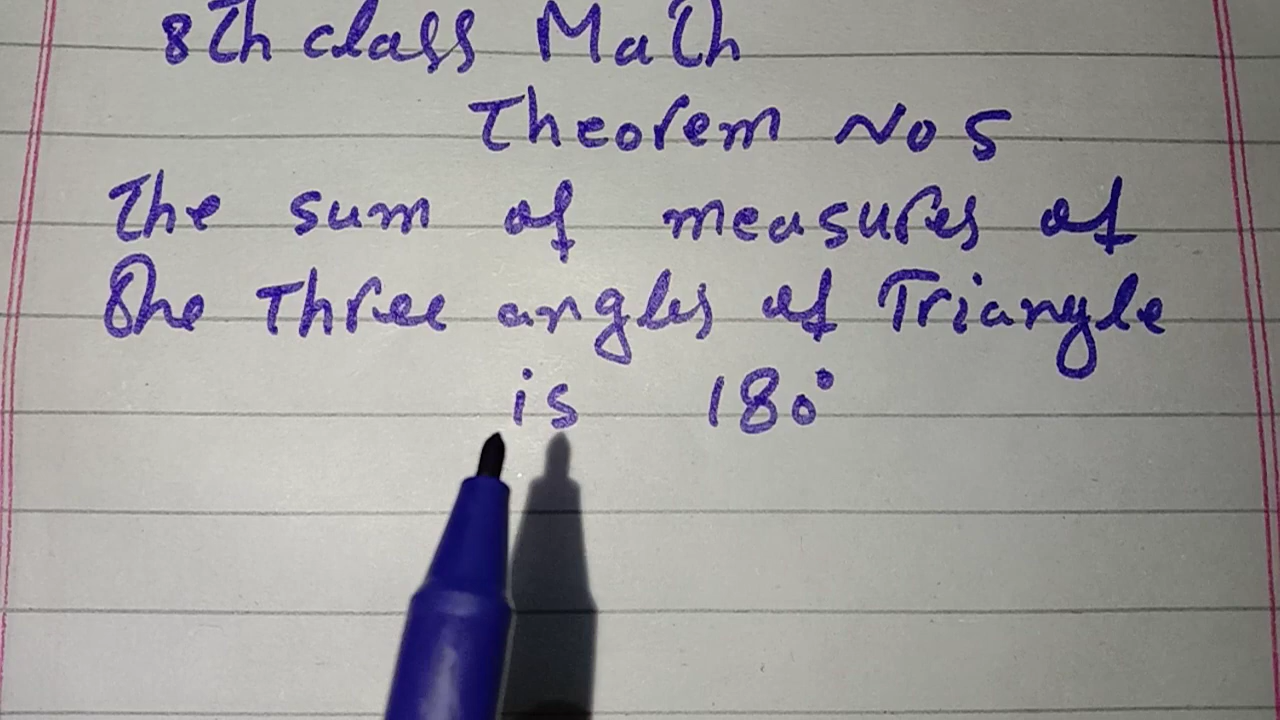 8th class Math
Theorem No 5
The sum of measures of
the three angles of Triangle
is 180°